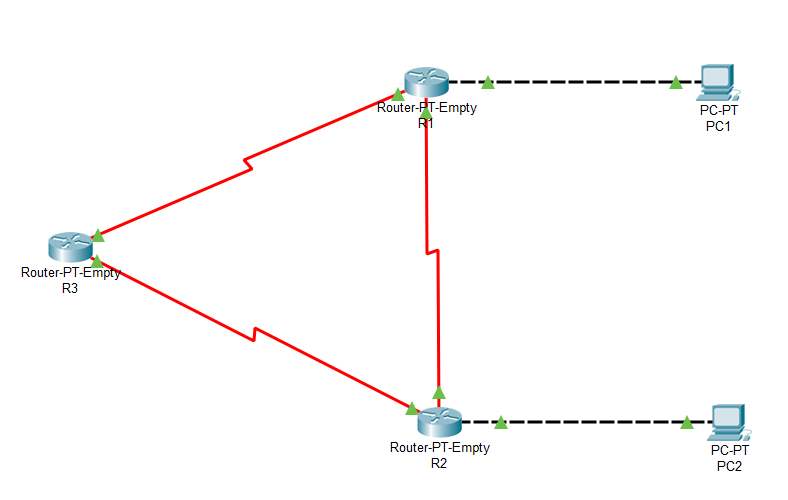 Router-PT-Empty
R1
PC-PT
PC1
Router-PT-Empty
R3
Router-PT-Empty
R2
PC-PT
PC2